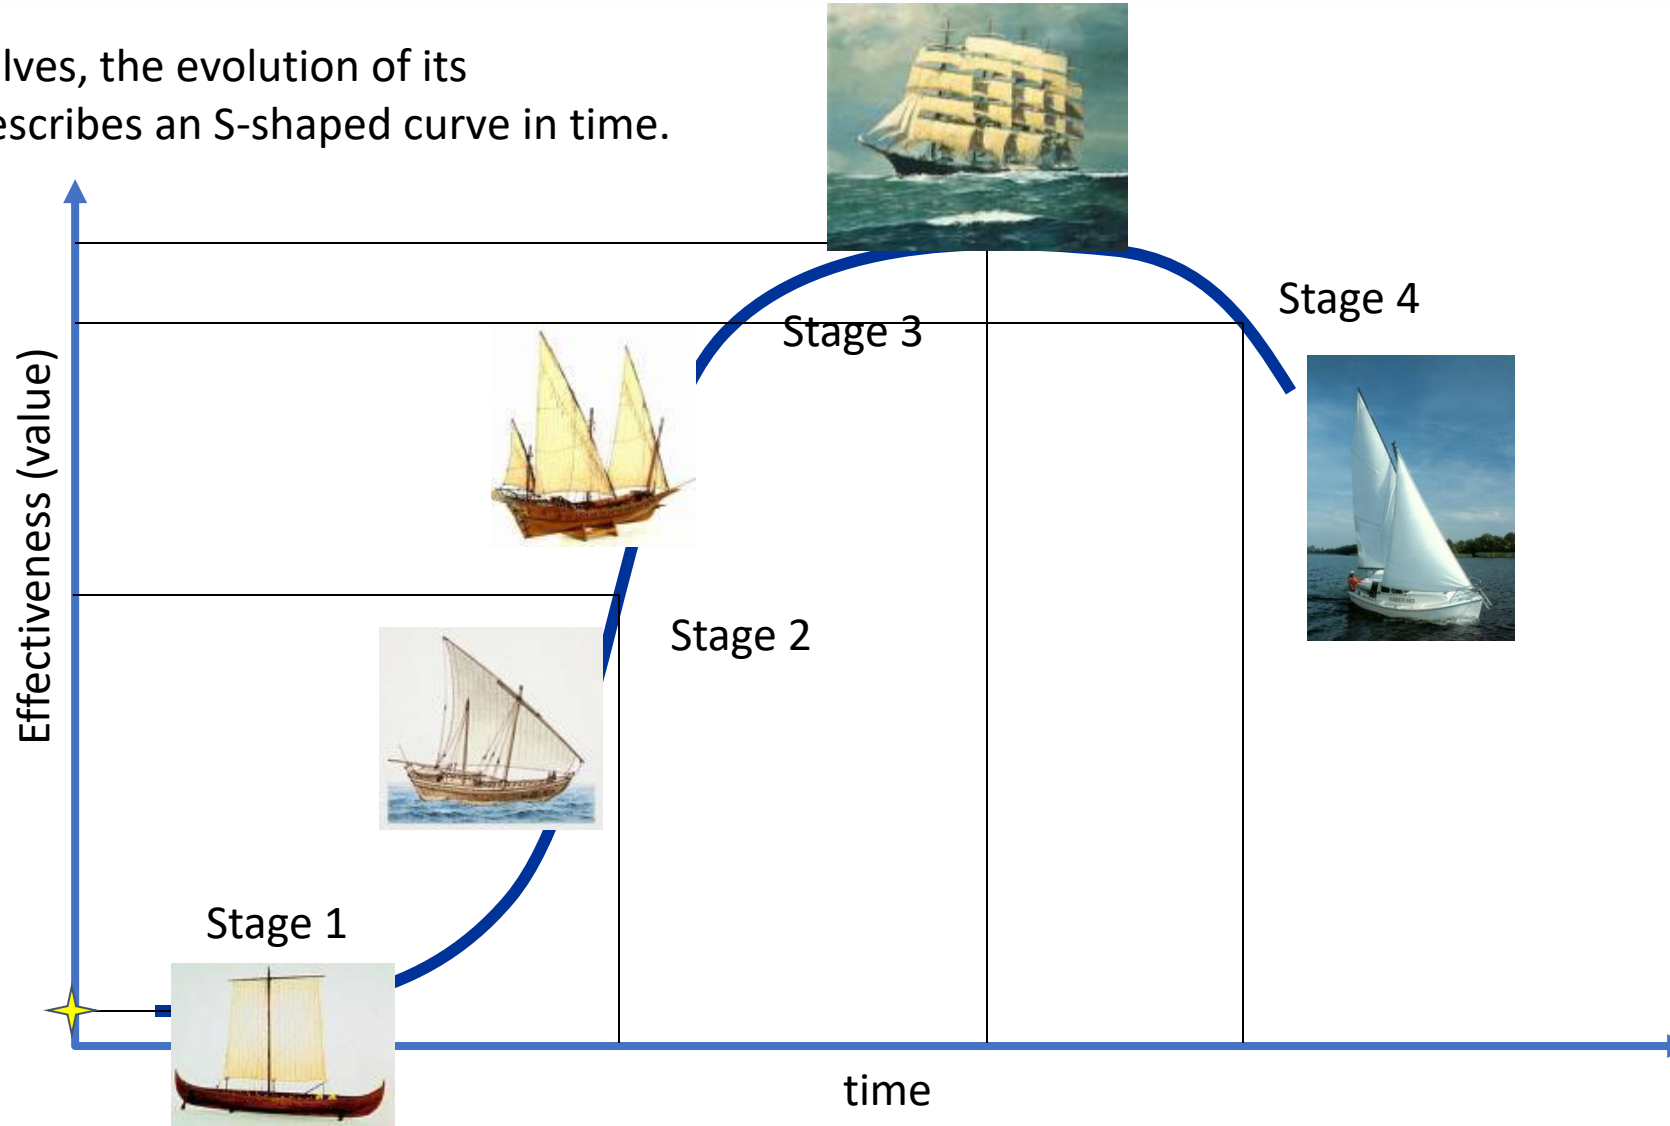 lves, the evolution of its
escribes an S-shaped curve in time.
Stage 4
Stage 3
Effectiveness (value)
Stage 2
Stage 1
time